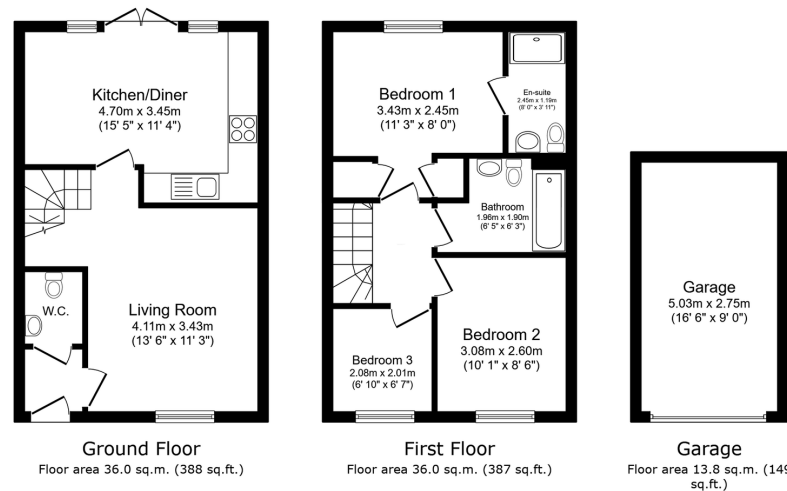 Kitchen/Diner
4.70m x 3.45m
(15' 5" x 11' 4")
W.C.
Living Room
4.11m x 3.43m
(13' 6" x 11' 3")
Ground Floor
Floor area 36.0 sq.m. (388 sq.ft.)
Bedroom 1
3.43m x 2.45m
(11' 3" x 8' 0")
En-suite
2.45m x 1.19m
(8' 0" x 3' 11")
Bathroom
1.96m x 1.90m
(6' 5" x 6' 3")
Bedroom 2
3.08m x 2.60m
(10' 1" x 8' 6")
Bedroom 3
2.08m x 2.01m
(6' 10" x 6' 7")
First Floor
Floor area 36.0 sq.m. (387 sq.ft.)
Garage
5.03m x 2.75m
(16' 6" x 9' 0")
Garage
Floor area 13.8 sq.m. (149
sq.ft.)